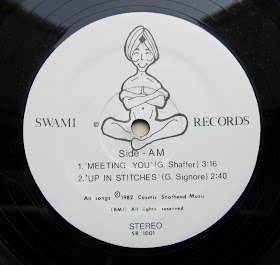 SWAMI ® RECORDS
Side - AM
1. 'MEETING YOU' (G. Shaffer) 3:16
2. 'UP IN STITCHES' (G. Signore) 2:40
All songs ©1982 Cosmic Snothead Music
(BMI) All rights reserved
STEREO
SR 1001